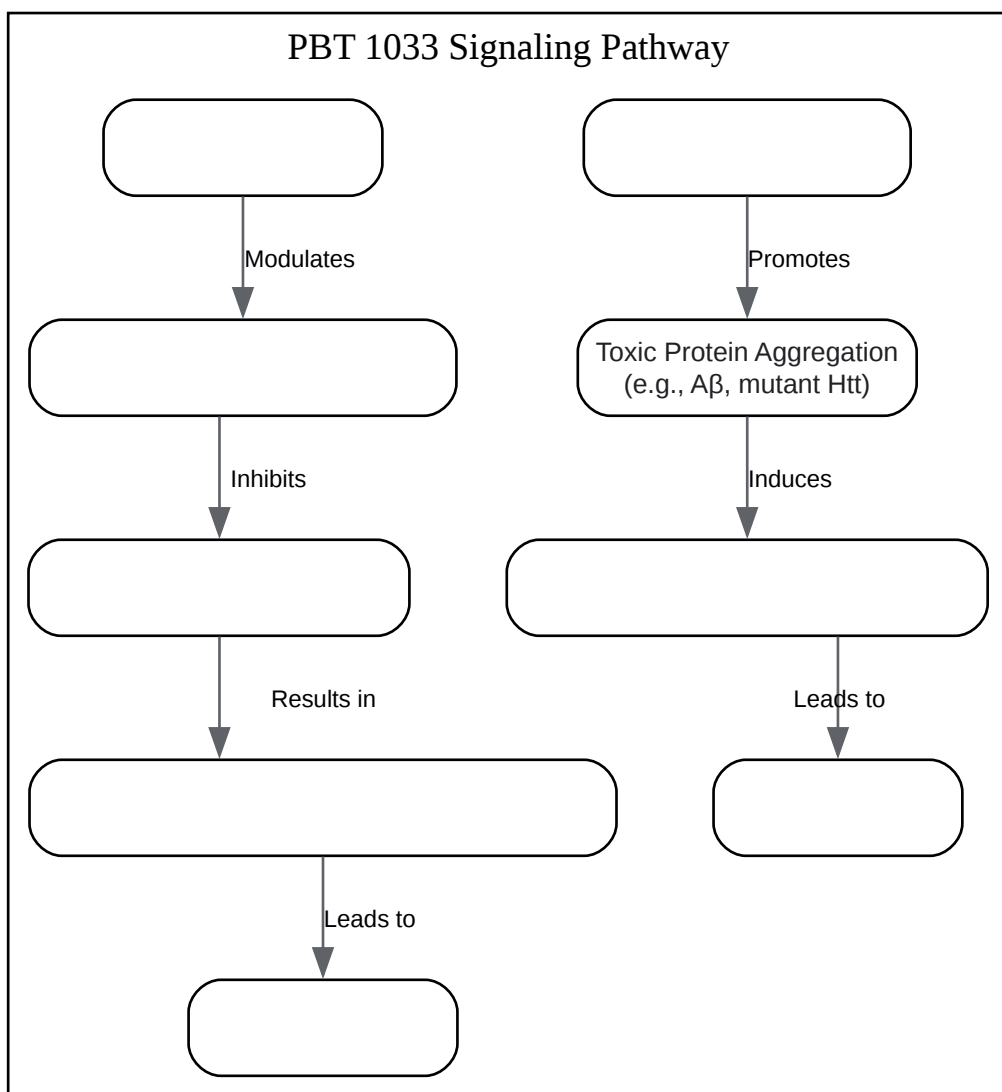 PBT 1033 Signaling Pathway
Modulates
Promotes
Toxic Protein Aggregation
(e.g., Aβ, mutant Htt)
Inhibits
Induces
Results in
Leads to
Leads to